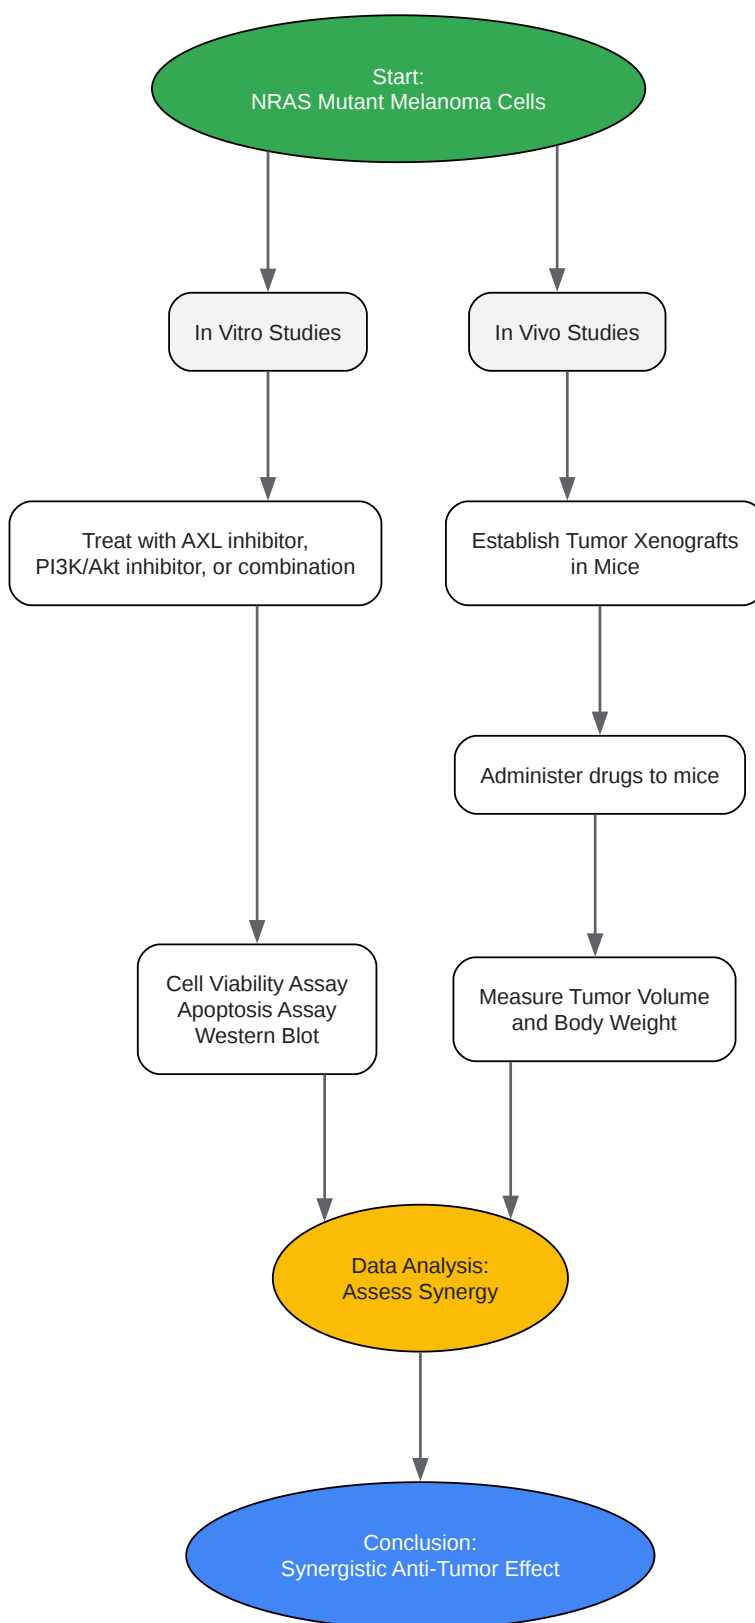 Start:
NRAS Mutant Melanoma Cells
In Vitro Studies
In Vivo Studies
Treat with AXL inhibitor,
PI3K/Akt inhibitor, or combination
Establish Tumor Xenografts
in Mice
Administer drugs to mice
Cell Viability Assay
Apoptosis Assay
Western Blot
Measure Tumor Volume
and Body Weight
Data Analysis:
Assess Synergy
Conclusion:
Synergistic Anti-Tumor Effect